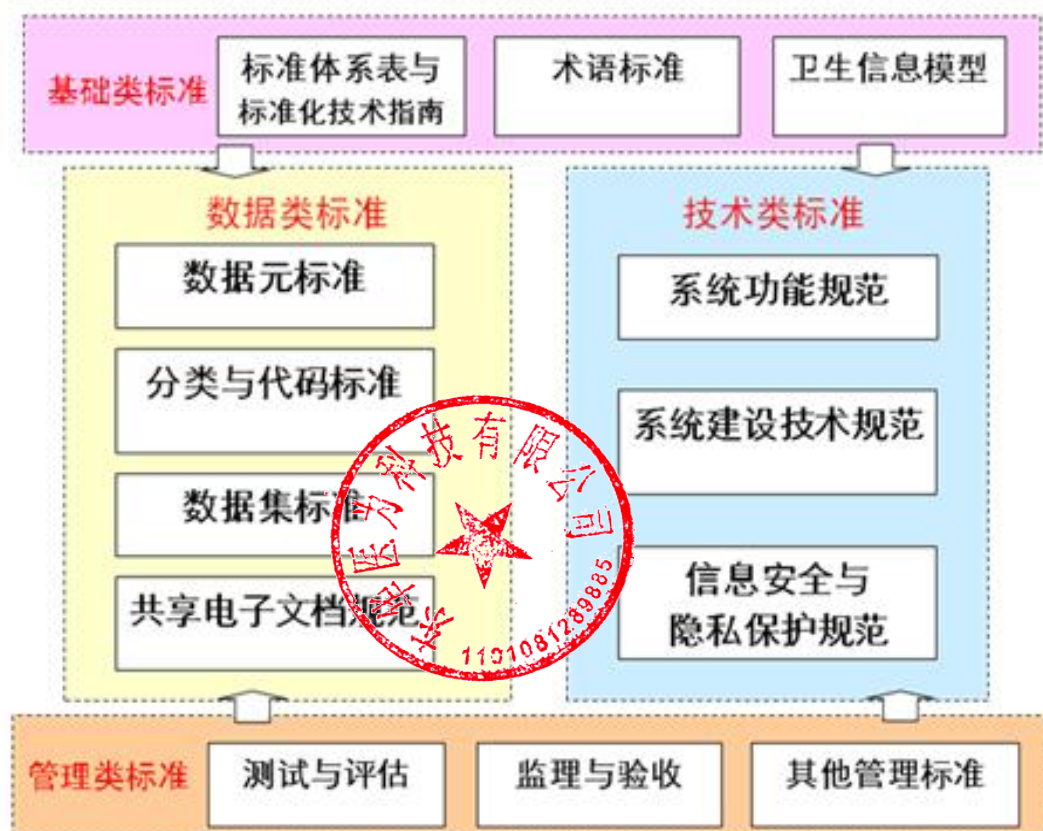 基础类标准
标准体系表与
标准化技术指南
术语标准
卫生信息模型
数据类标准
数据元标准
分类与代码标准
数据集标准
共享电子文档规范
技术类标准
系统功能规范
系统建设技术规范
信息安全与
隐私保护规范
东华医为科技有限公司
1101081289885
管理类标准
测试与评估
监理与验收
其他管理标准